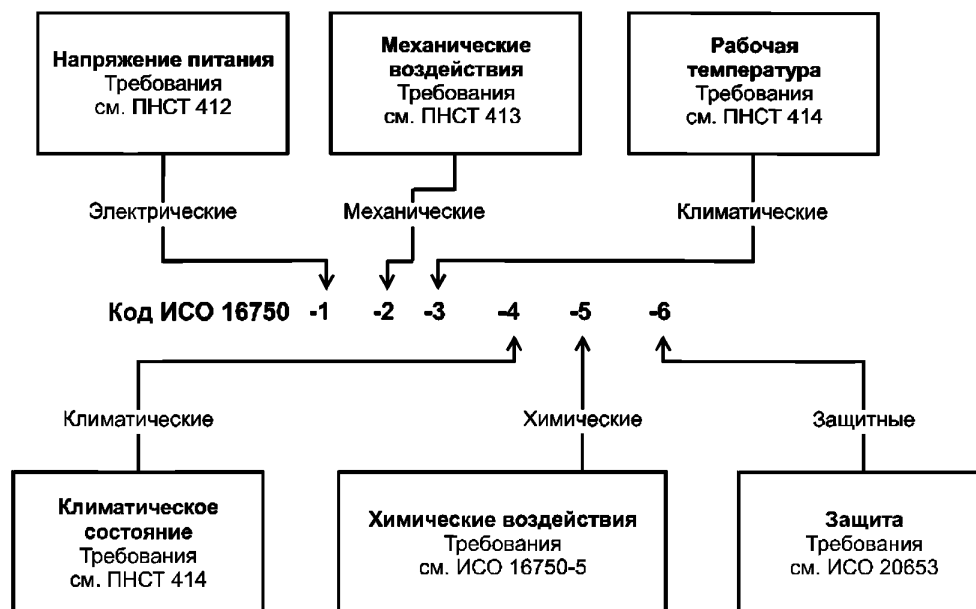 Напряжение питания
Требования
см. ПНСТ 412
Механические
воздействия
Требования
см. ПНСТ 413
Рабочая
температура
Требования
см. ПНСТ 414
Электрические
Механические
Климатические
Код ИСО 16750 -1 -2 -3 -4 -5 -6
Климатические
Химические
Защитные
Климатическое
состояние
Требования
см. ПНСТ 414
Химические воздействия
Требования
см. ИСО 16750-5
Защита
Требования
см. ИСО 20653